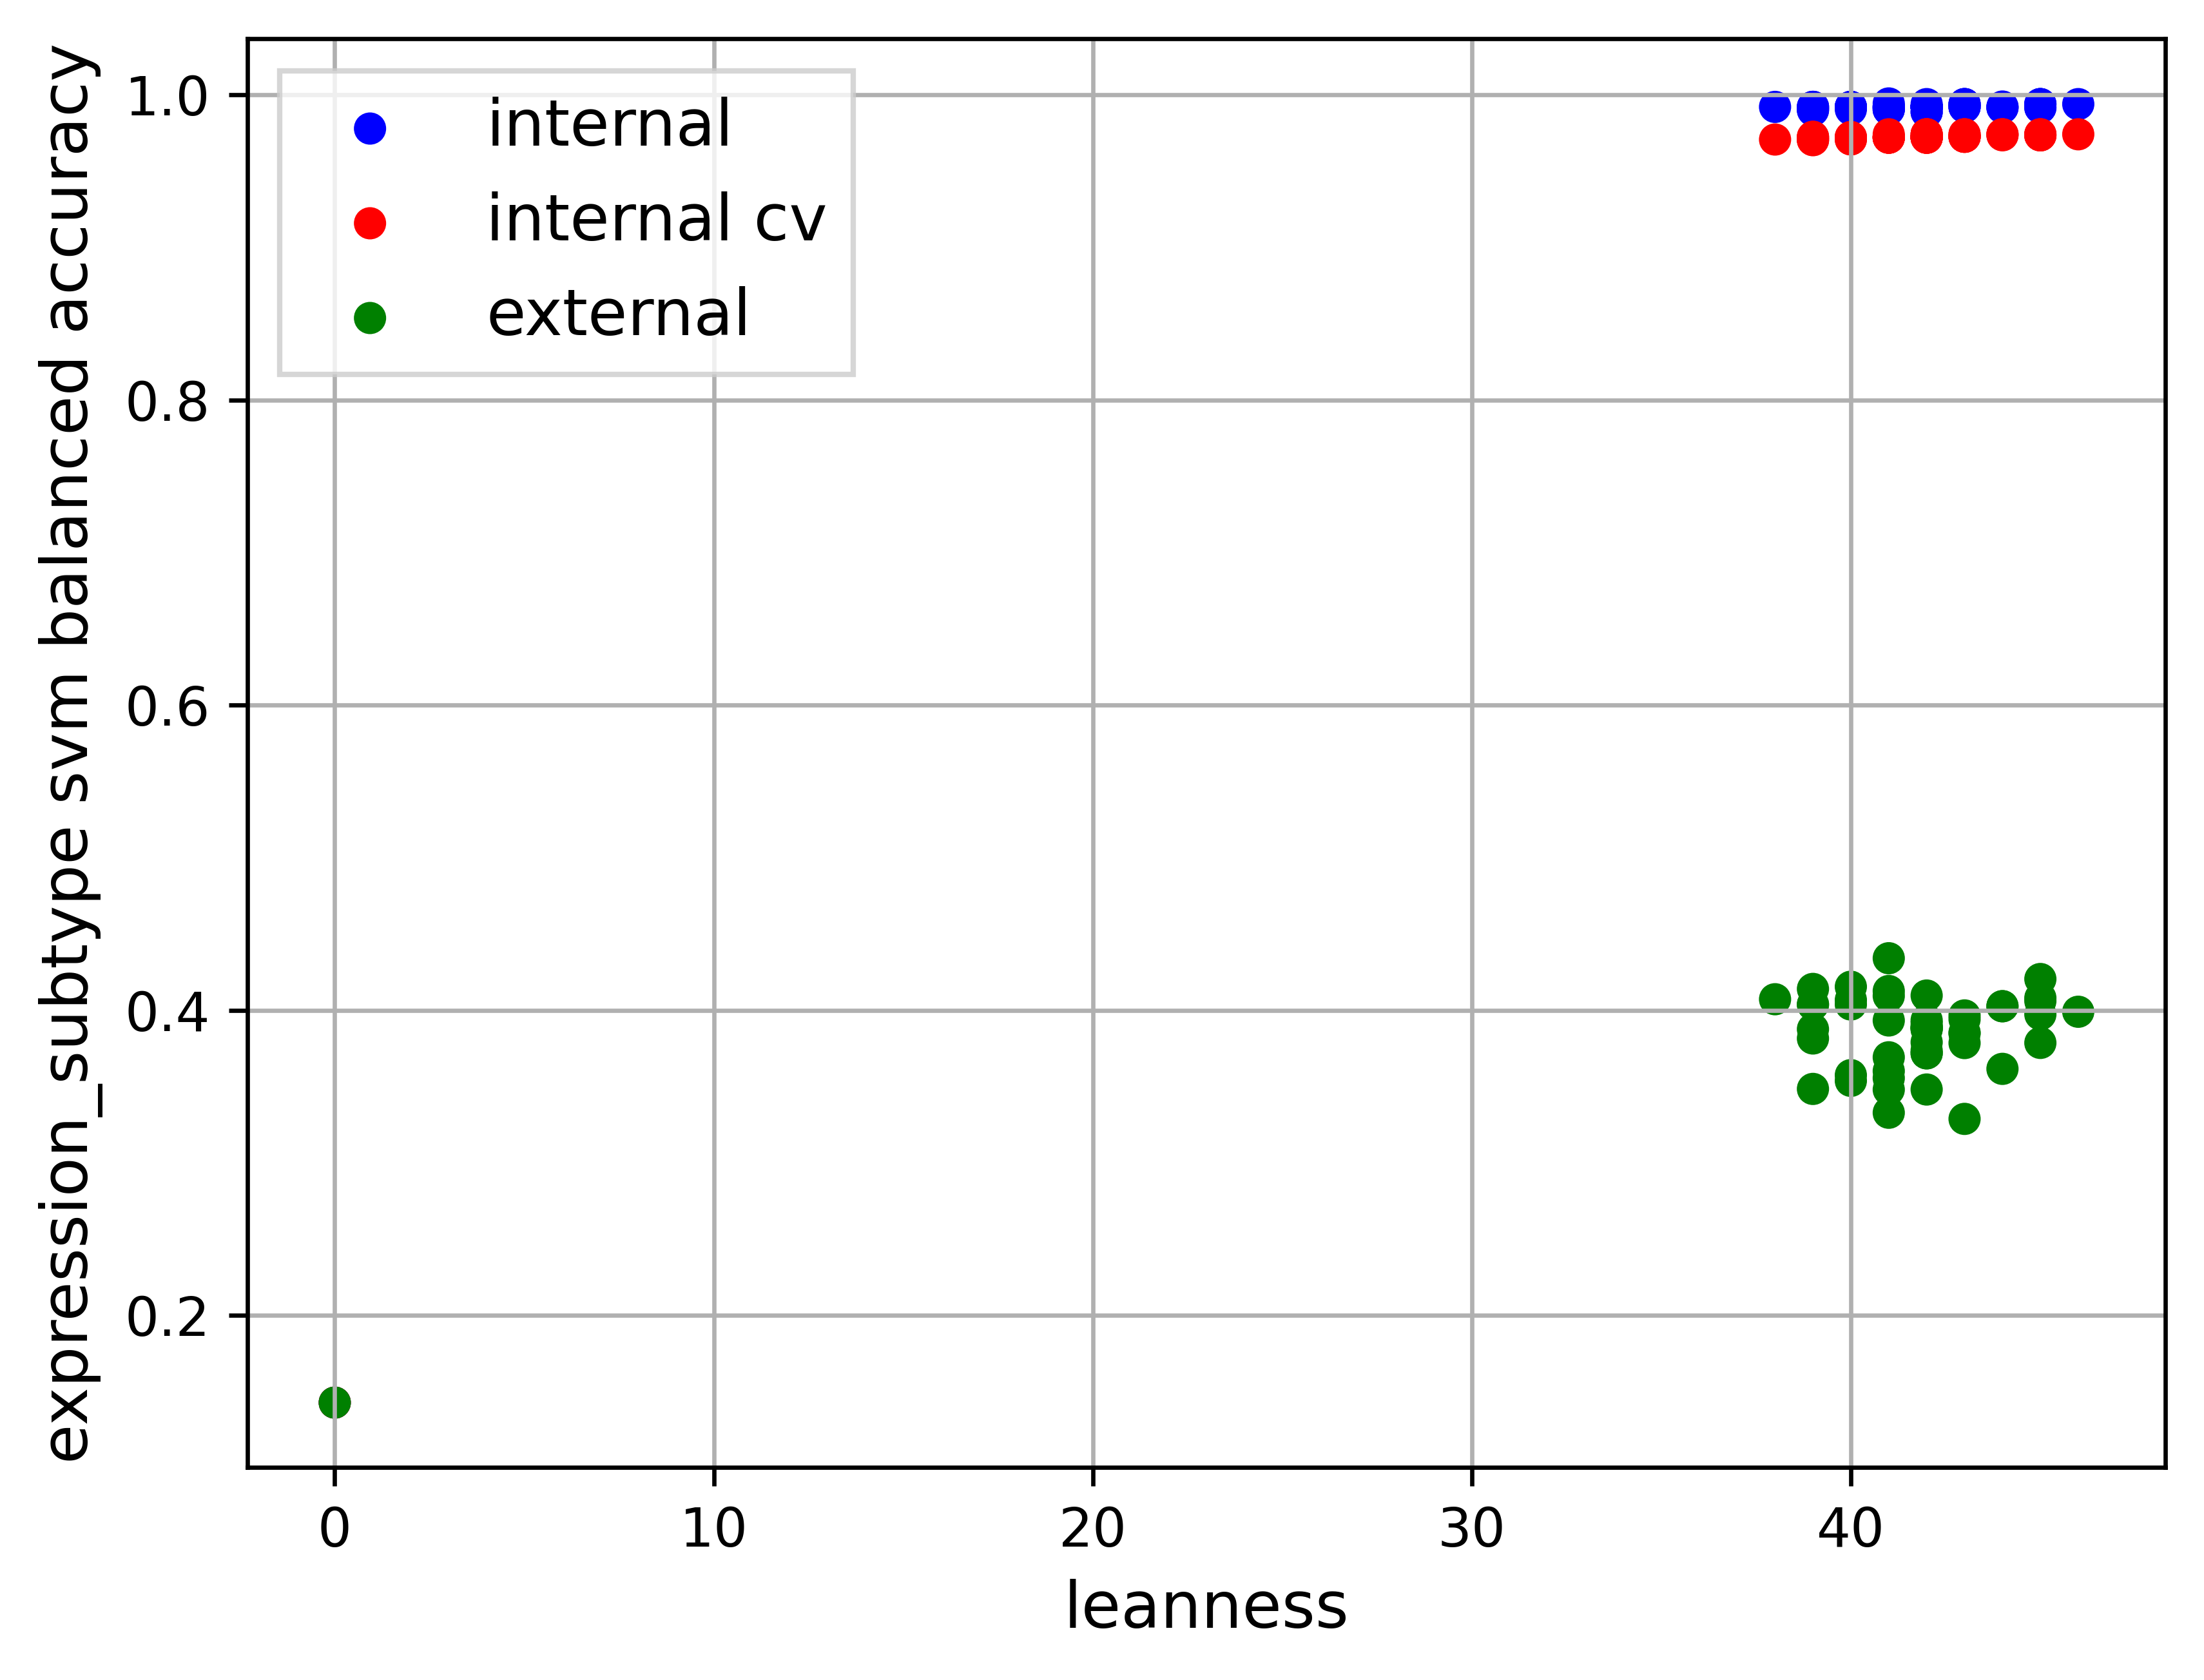 expression_subtype svm balanced accuracy
1.0
0.8
0.6
0.4
0.2
internal
internal cv
external
0 10 20 30 40
leanness